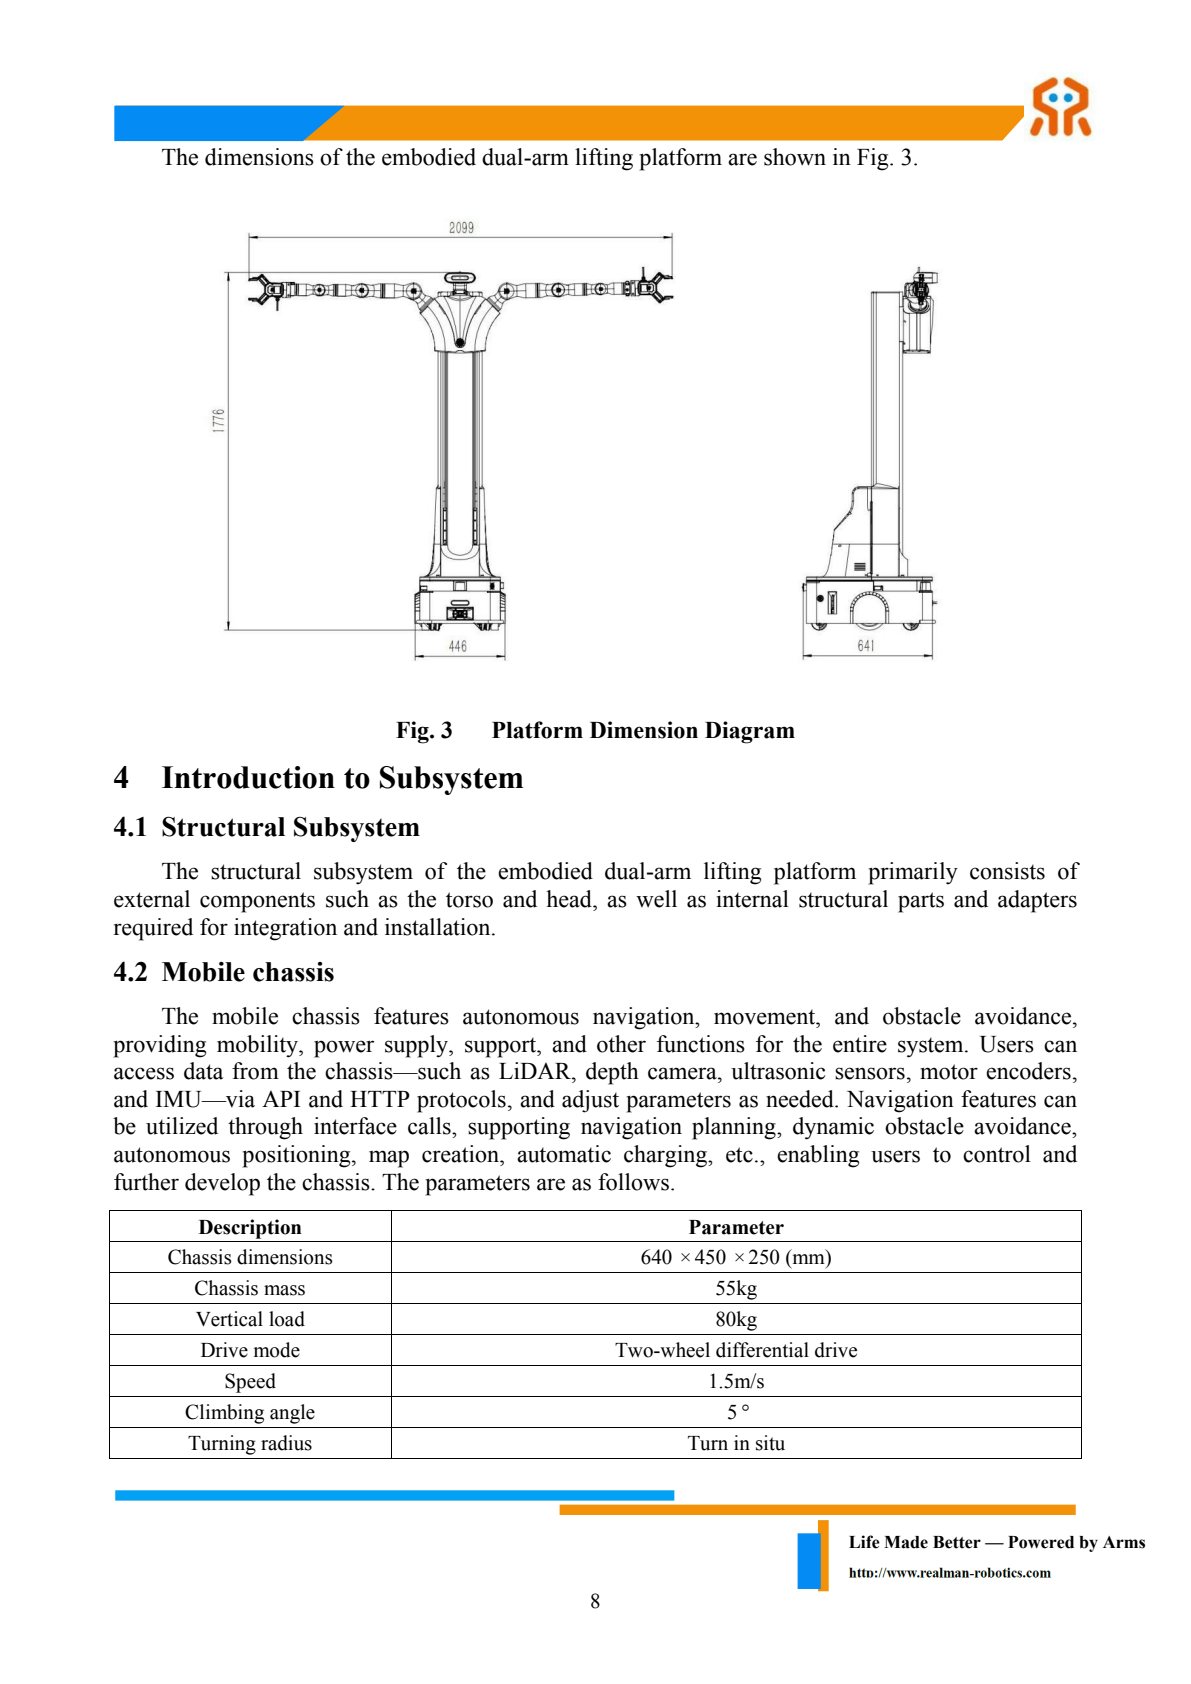 The dimensions of the embodied dual-arm lifting platform are shown in Fig. 3.
2099
1776
446
641
Fig. 3 Platform Dimension Diagram
4 Introduction to Subsystem
4.1 Structural Subsystem
The structural subsystem of the embodied dual-arm lifting platform primarily consists of
external components such as the torso and head, as well as internal structural parts and adapters
required for integration and installation.
4.2 Mobile chassis
The mobile chassis features autonomous navigation, movement, and obstacle avoidance,
providing mobility, power supply, support, and other functions for the entire system. Users can
access data from the chassis—such as LiDAR, depth camera, ultrasonic sensors, motor encoders,
and IMU—via API and HTTP protocols, and adjust parameters as needed. Navigation features can
be utilized through interface calls, supporting navigation planning, dynamic obstacle avoidance,
autonomous positioning, map creation, automatic charging, etc., enabling users to control and
further develop the chassis. The parameters are as follows.
Description Parameter
Chassis dimensions 640 ×450 ×250 (mm)
Chassis mass 55kg
Vertical load 80kg
Drive mode Two-wheel differential drive
Speed 1.5m/s
Climbing angle 5°
Turning radius Turn in situ
Life Made Better — Powered by Arms
http://www.realman-robotics.com
8